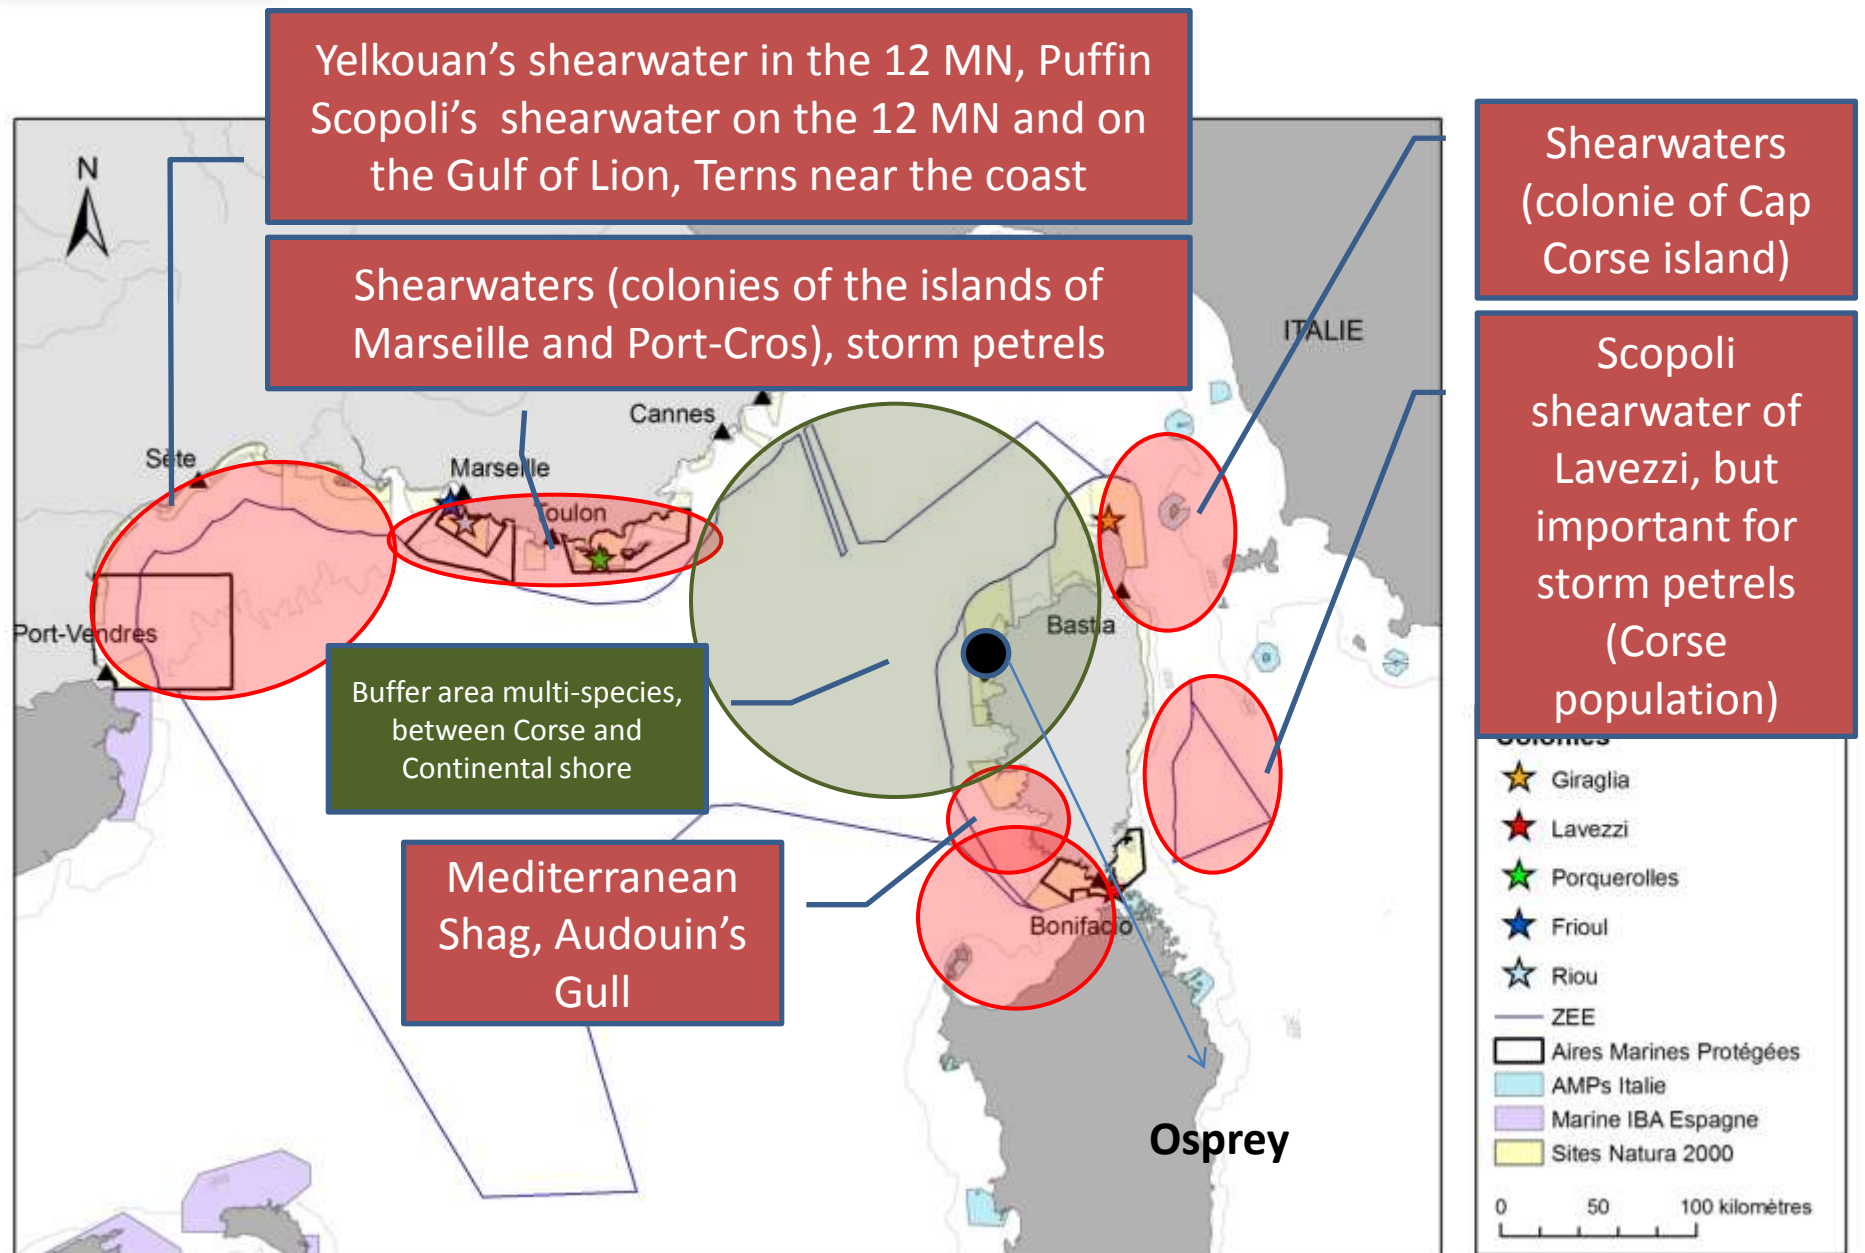 Yelkouan’s shearwater in the 12 MN, Puffin
Scopoli’s shearwater on the 12 MN and on
the Gulf of Lion, Terns near the coast
Shearwaters
(colonie of Cap
Corse island)
N
Shearwaters (colonies of the islands of
Marseille and Port-Cros), storm petrels
ITALIE
Scopoli
shearwater of
Lavezzi, but
important for
storm petrels
(Corse
population)
Cannes
Sète
Marseille
Toulon
Port-Vendres
Bastia
Buffer area multi-species,
between Corse and
Continental shore
Mediterranean
Shag, Audouin’s
Gull
Bonifacio
Osprey
Colonies
Giraglia
Lavezzi
Porquerolles
Frioul
Riou
ZEE
Aires Marines Protégées
AMPs Italie
Marine IBA Espagne
Sites Natura 2000
0 50 100 kilomètres